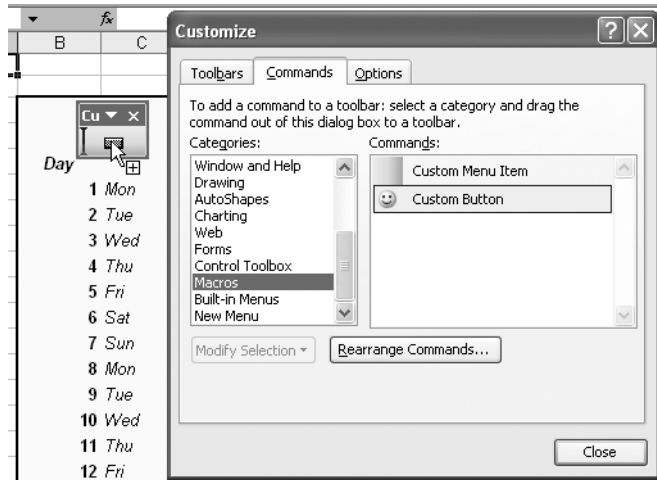 fx
B C
Cu
Day
1 Mon
2 Tue
3 Wed
4 Thu
5 Fri
6 Sat
7 Sun
8 Mon
9 Tue
10 Wed
11 Thu
12 Fri
Customize
Toolbars Commands Options
To add a command to a toolbar: select a category and drag the
command out of this dialog box to a toolbar.
Categories: Commands:
Window and Help
Drawing
AutoShapes
Charting
Web
Forms
Control Toolbox
Macros
Built-in Menus
New Menu
Custom Menu Item
Custom Button
Modify Selection Rearrange Commands...
Close